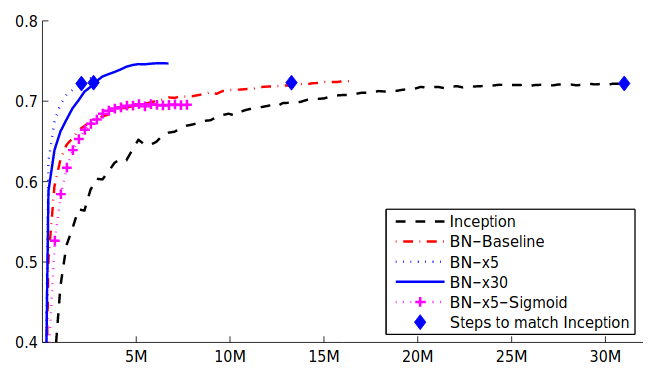 0.8
0.7
0.6
0.5
0.4
5M 10M 15M 20M 25M 30M
Inception
BN−Baseline
BN−x5
BN−x30
BN−x5−Sigmoid
Steps to match Inception